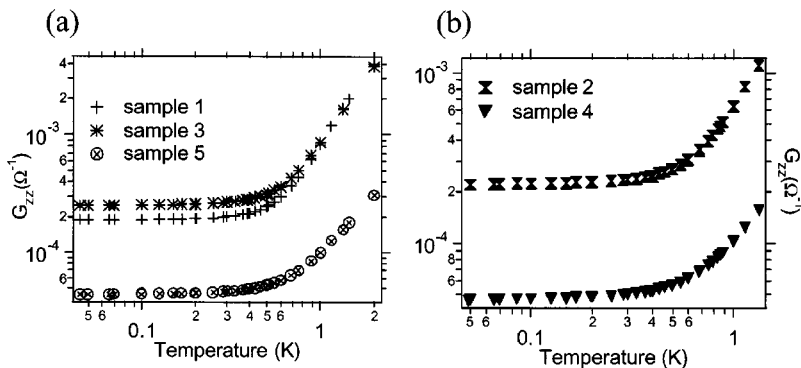 (a)
(b)
4
2
10⁻³
6
4
2
10⁻⁴
6
G_zz(Ω⁻¹)
+ sample 1
sample 3
sample 5
5 6
0.1
2
3 4 5 6
1
2
Temperature (K)
10⁻³
8
6
4
2
10⁻⁴
8
6
sample 2
sample 4
G_zz(Ω⁻¹)
5 6
0.1
2
3 4 5 6
1
Temperature (K)